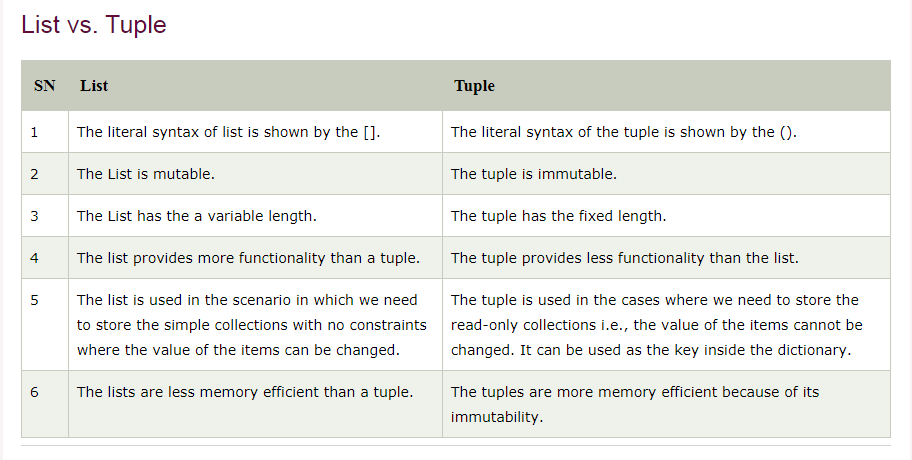 List vs. Tuple
SN List Tuple
1 The literal syntax of list is shown by the []. The literal syntax of the tuple is shown by the ().
2 The List is mutable. The tuple is immutable.
3 The List has the a variable length. The tuple has the fixed length.
4 The list provides more functionality than a tuple. The tuple provides less functionality than the list.
5 The list is used in the scenario in which we need
to store the simple collections with no constraints
where the value of the items can be changed.
The tuple is used in the cases where we need to store the
read-only collections i.e., the value of the items cannot be
changed. It can be used as the key inside the dictionary.
6 The lists are less memory efficient than a tuple.
The tuples are more memory efficient because of its
immutability.